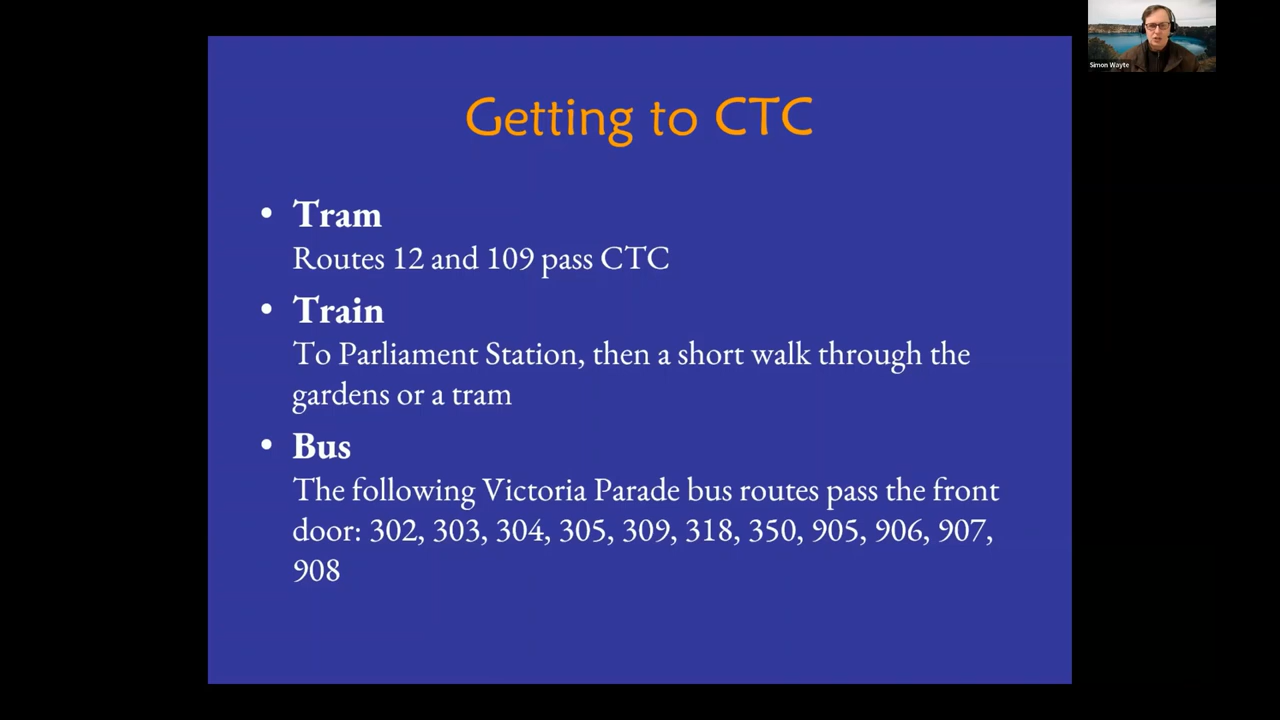 Simon Wayte
Getting to CTC
• Tram
Routes 12 and 109 pass CTC
• Train
To Parliament Station, then a short walk through the
gardens or a tram
• Bus
The following Victoria Parade bus routes pass the front
door: 302, 303, 304, 305, 309, 318, 350, 905, 906, 907,
908